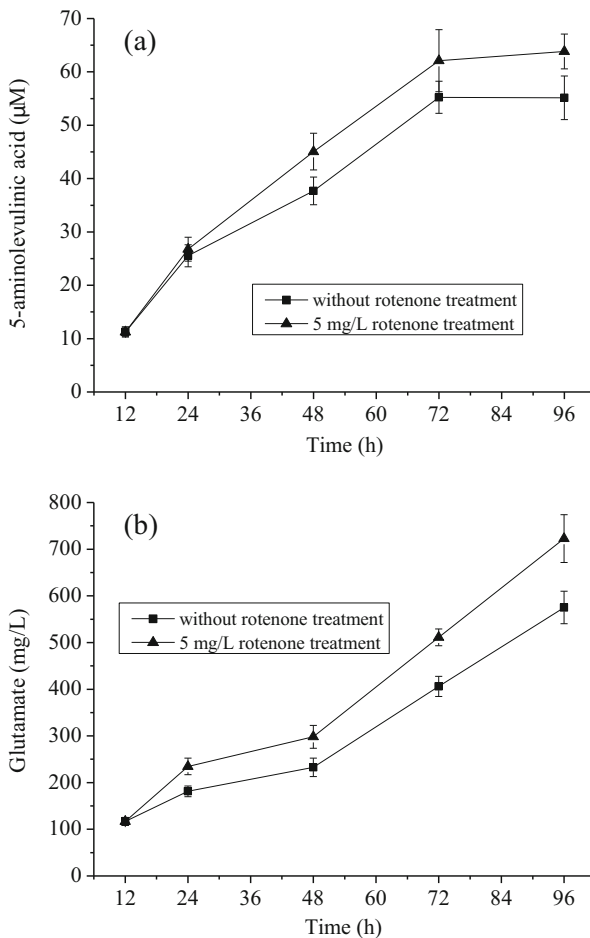 (a)
5-aminolevulinic acid (μM)
70
60
50
40
30
20
10
0
without rotenone treatment
5 mg/L rotenone treatment
12 24 36 48 60 72 84 96
Time (h)
(b)
Glutamate (mg/L)
800
700
600
500
400
300
200
100
0
without rotenone treatment
5 mg/L rotenone treatment
12 24 36 48 60 72 84 96
Time (h)